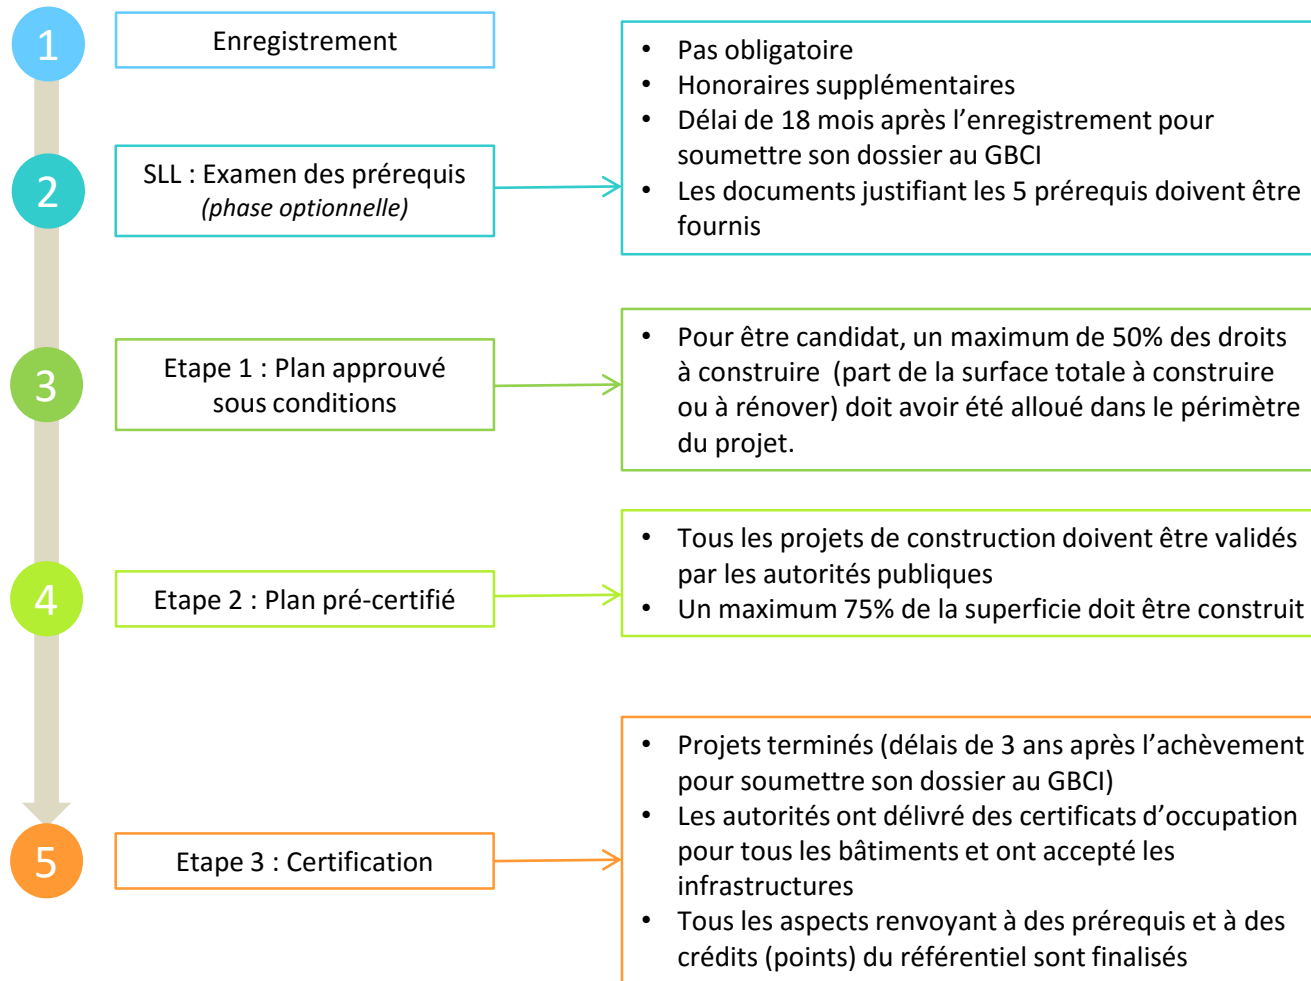 1
Enregistrement
2
SLL : Examen des prérequis
(phase optionnelle)
• Pas obligatoire
• Honoraires supplémentaires
• Délai de 18 mois après l’enregistrement pour
soumettre son dossier au GBCI
• Les documents justifiant les 5 prérequis doivent être
fournis
3
Etape 1 : Plan approuvé
sous conditions
• Pour être candidat, un maximum de 50% des droits
à construire (part de la surface totale à construire
ou à rénover) doit avoir été alloué dans le périmètre
du projet.
4
Etape 2 : Plan pré-certifié
• Tous les projets de construction doivent être validés
par les autorités publiques
• Un maximum 75% de la superficie doit être construit
5
Etape 3 : Certification
• Projets terminés (délais de 3 ans après l’achèvement
pour soumettre son dossier au GBCI)
• Les autorités ont délivré des certificats d’occupation
pour tous les bâtiments et ont accepté les
infrastructures
• Tous les aspects renvoyant à des prérequis et à des
crédits (points) du référentiel sont finalisés